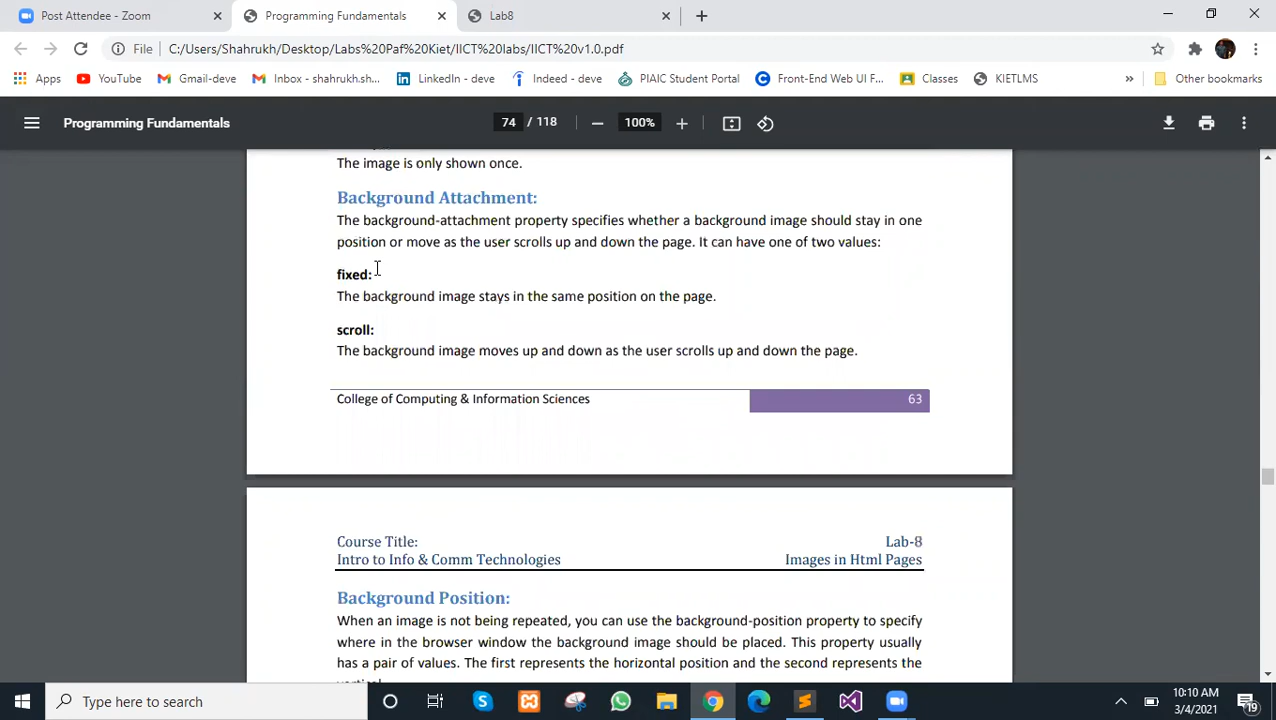 Post Attendee - Zoom
Programming Fundamentals
Lab8
File
C:/Users/Shahrukh/Desktop/Labs%20Paf%20Kiet/IICT%20labs/IICT%20v1.0.pdf
Apps
YouTube
Gmail-deve
Inbox - shahrukh.sh...
LinkedIn - deve
Indeed - deve
PIAIC Student Portal
Front-End Web UI F...
Classes
KIETLMS
»
Other bookmarks
Programming Fundamentals
74 / 118
100%
The image is only shown once.
Background Attachment:
The background-attachment property specifies whether a background image should stay in one
position or move as the user scrolls up and down the page. It can have one of two values:
fixed:
The background image stays in the same position on the page.
scroll:
The background image moves up and down as the user scrolls up and down the page.
College of Computing & Information Sciences
63
Course Title:
Lab-8
Intro to Info & Comm Technologies
Images in Html Pages
Background Position:
When an image is not being repeated, you can use the background-position property to specify
where in the browser window the background image should be placed. This property usually
has a pair of values. The first represents the horizontal position and the second represents the
Type here to search
10:10 AM
3/4/2021
19